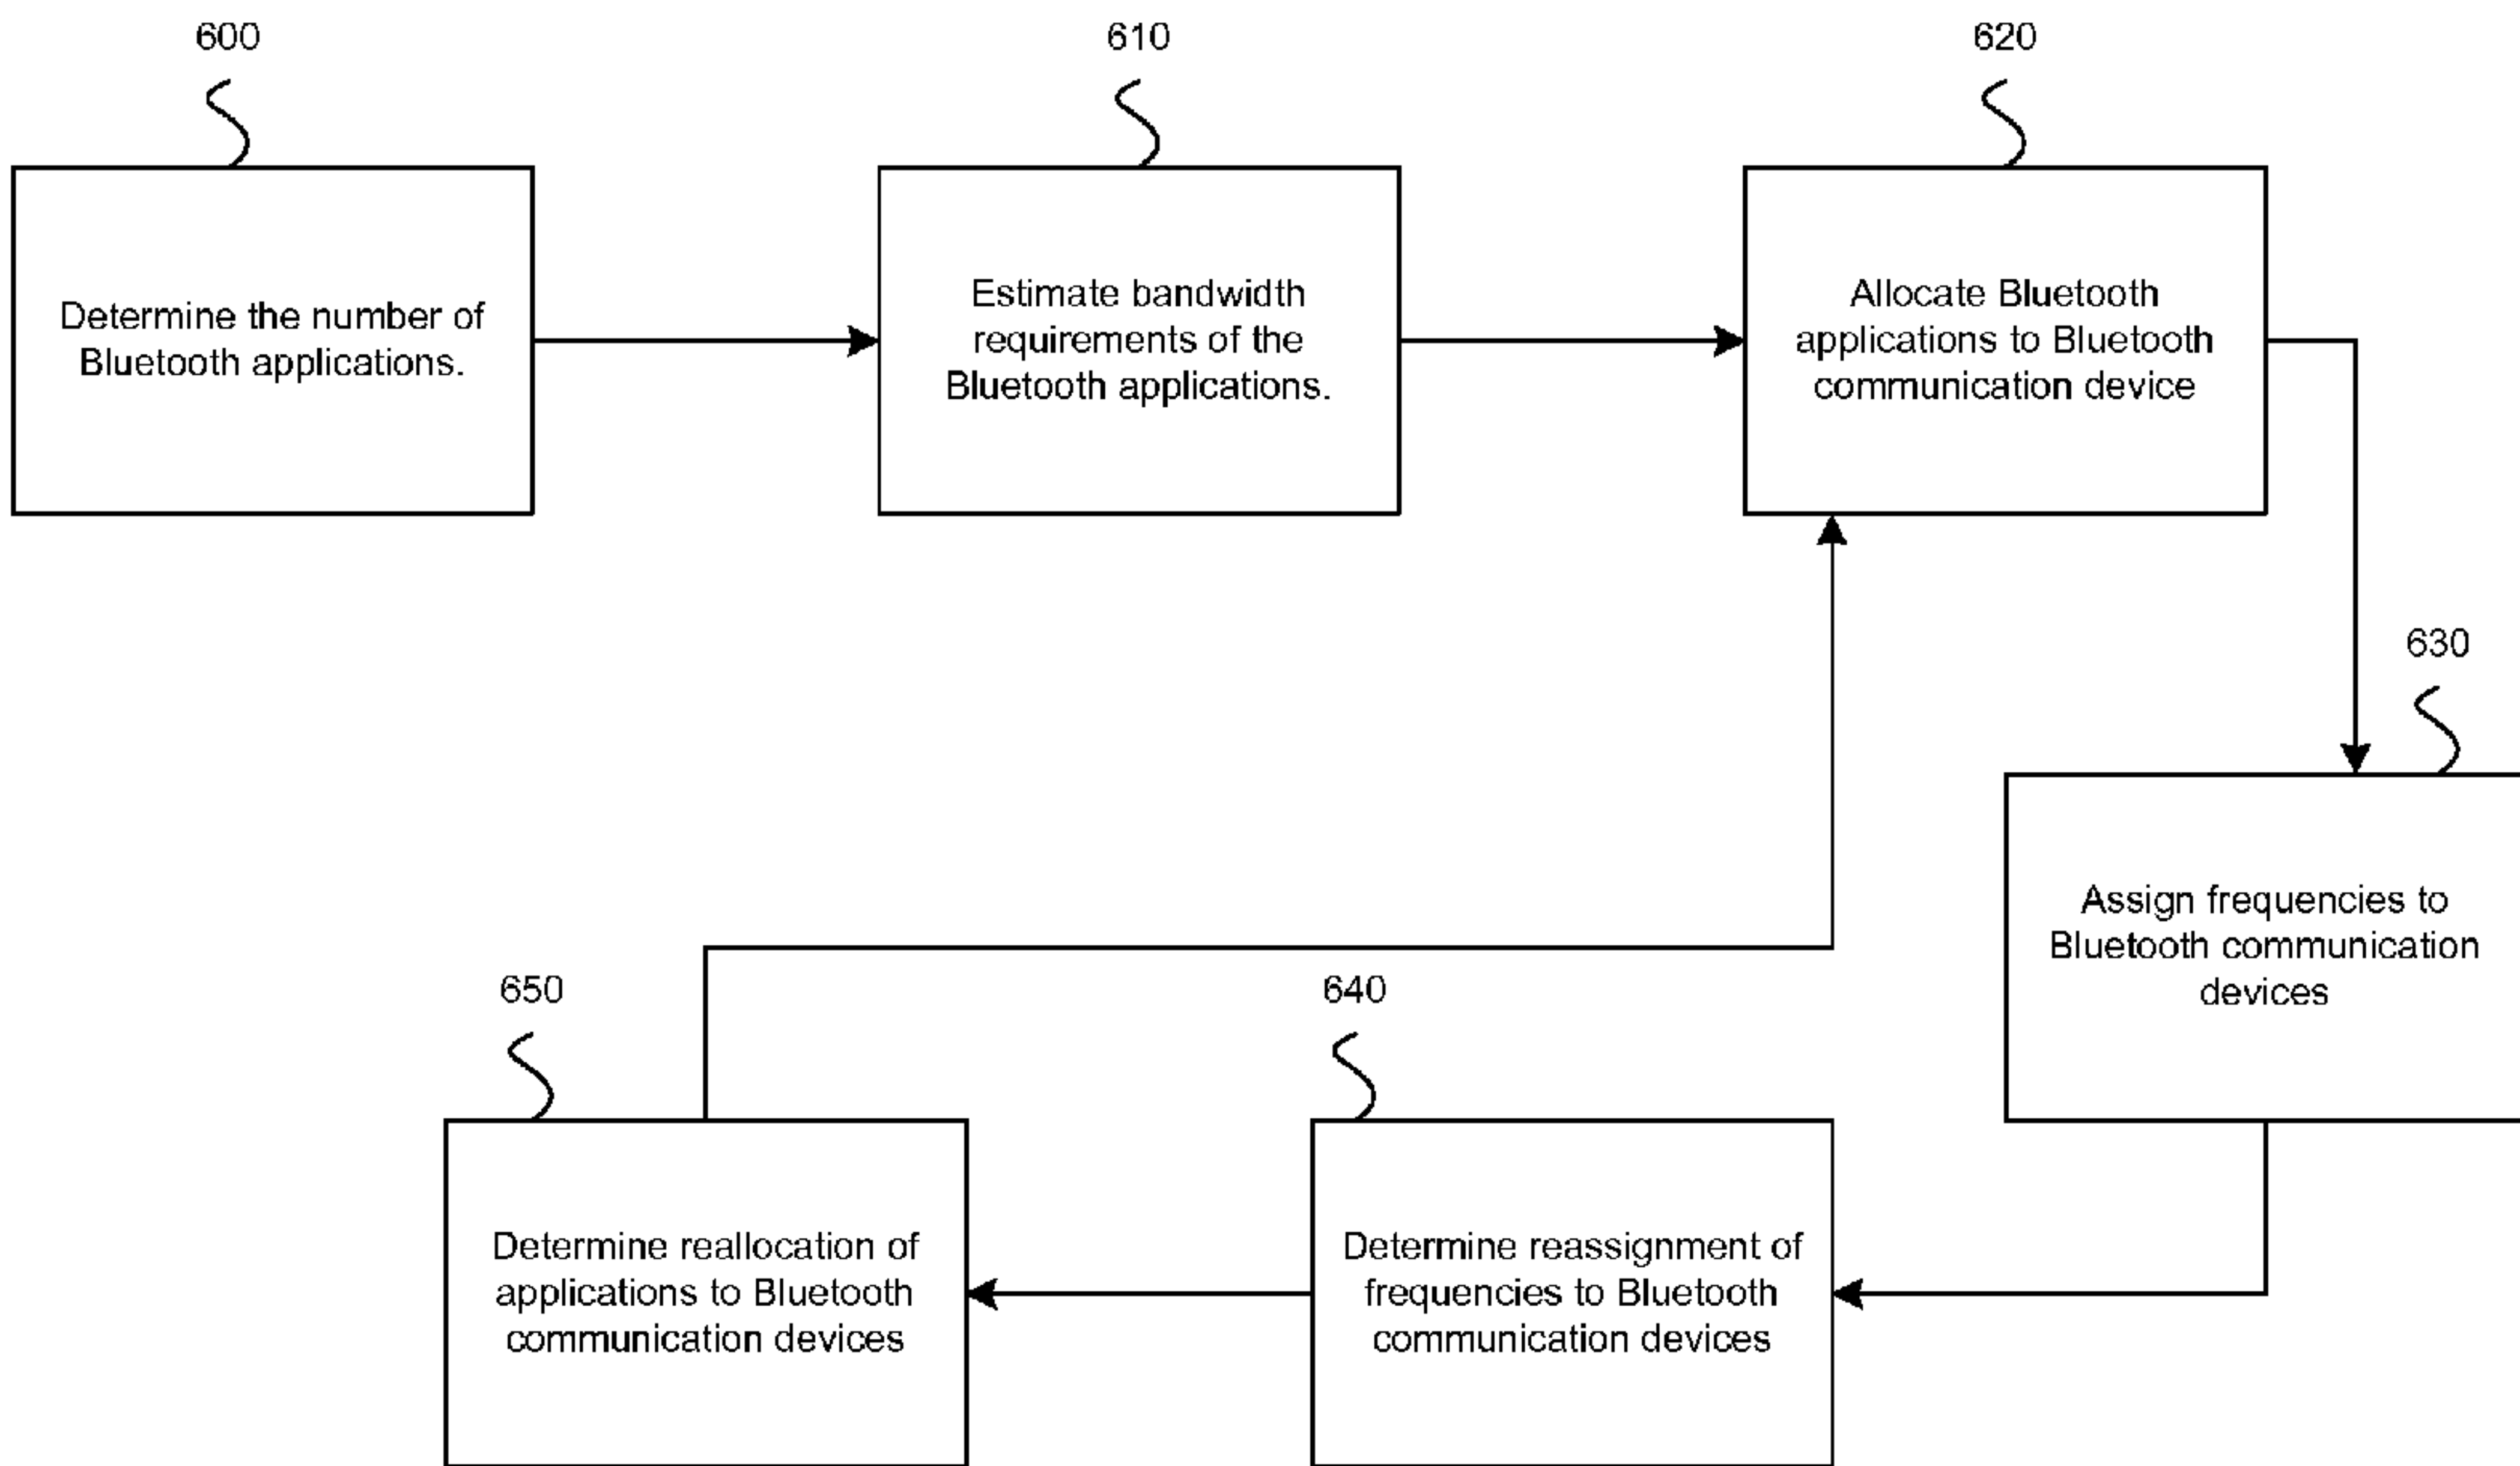 600
Determine the number of
Bluetooth applications.
610
Estimate bandwidth
requirements of the
Bluetooth applications.
620
Allocate Bluetooth
applications to Bluetooth
communication device
630
Assign frequencies to
Bluetooth communication
devices
640
Determine reassignment of
frequencies to Bluetooth
communication devices
650
Determine reallocation of
applications to Bluetooth
communication devices